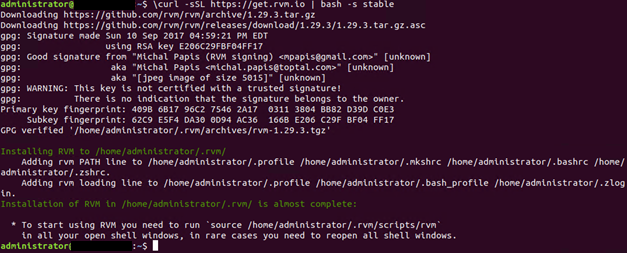 administrator@ :~$ \curl -sSL https://get.rvm.io | bash -s stable
Downloading https://github.com/rvm/rvm/archive/1.29.3.tar.gz
Downloading https://github.com/rvm/rvm/releases/download/1.29.3/1.29.3.tar.gz.asc
gpg: Signature made Sun 10 Sep 2017 04:59:21 PM EDT
gpg:                using RSA key E206C29FBF04FF17
gpg: Good signature from "Michal Papis (RVM signing) <mpapis@gmail.com>" [unknown]
gpg:                 aka "Michal Papis <michal.papis@toptal.com>" [unknown]
gpg:                 aka "[jpeg image of size 5015]" [unknown]
gpg: WARNING: This key is not certified with a trusted signature!
gpg:          There is no indication that the signature belongs to the owner.
Primary key fingerprint: 409B 6B17 96C2 7546 2A17  0311 3804 BB82 D39D C0E3
     Subkey fingerprint: 62C9 E5F4 DA30 0D94 AC36  166B E206 C29F BF04 FF17
GPG verified '/home/administrator/.rvm/archives/rvm-1.29.3.tgz'
Installing RVM to /home/administrator/.rvm/
    Adding rvm PATH line to /home/administrator/.profile /home/administrator/.mkshrc /home/administrator/.bashrc /home/
administrator/.zshrc.
    Adding rvm loading line to /home/administrator/.profile /home/administrator/.bash_profile /home/administrator/.zlog
in.
Installation of RVM in /home/administrator/.rvm/ is almost complete:
  * To start using RVM you need to run `source /home/administrator/.rvm/scripts/rvm`
    in all your open shell windows, in rare cases you need to reopen all shell windows.
administrator@ :~$